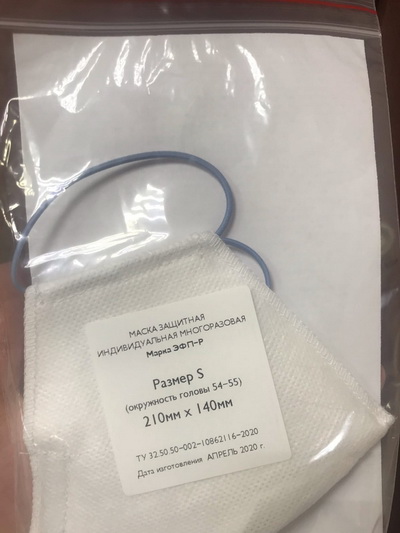 МАСКА ЗАЩИТНАЯ
ИНДИВИДУАЛЬНАЯ МНОГОРАЗОВАЯ
Марка ЭФП-Р
Размер S
(окружность головы 54-55)
210мм x 140мм
ТУ 32.50.50-002-10862116-2020
Дата изготовления АПРЕЛЬ 2020 г.